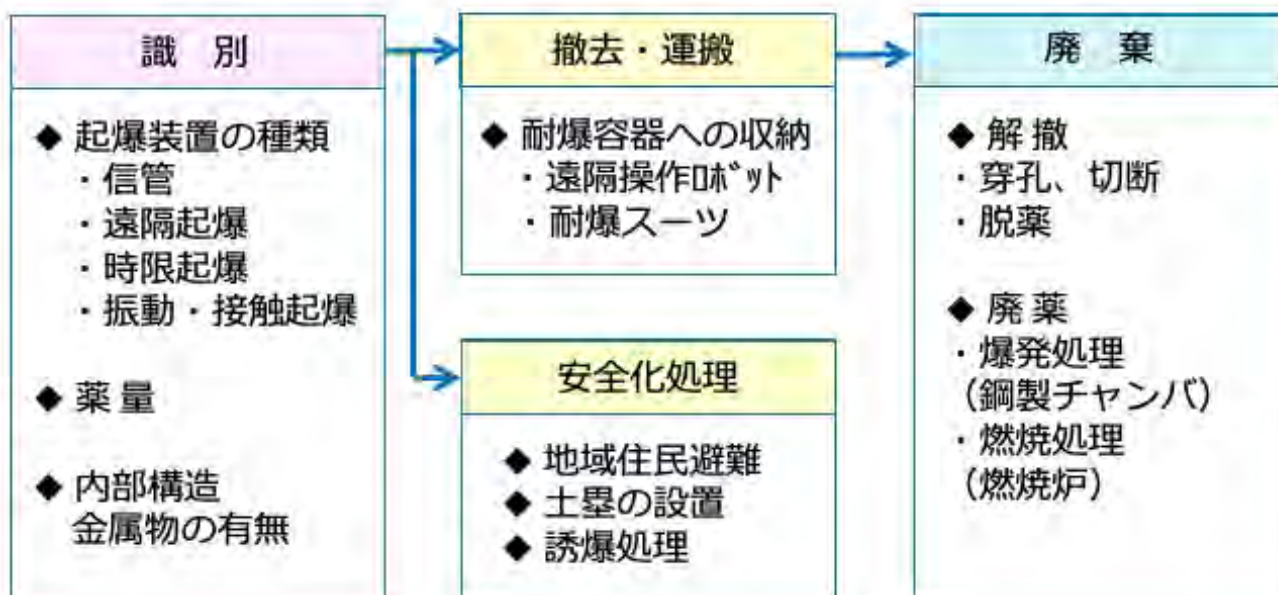 識　別
◆ 起爆装置の種類
・信管
・遠隔起爆
・時限起爆
・振動・接触起爆
◆ 薬 量
◆ 内部構造
金属物の有無
撤去・運搬
◆ 耐爆容器への収納
・遠隔操作ﾛﾎﾞｯﾄ
・耐爆スーツ
安全化処理
◆ 地域住民避難
◆ 土塁の設置
◆ 誘爆処理
廃　棄
◆ 解 撤
・穿孔、切断
・脱薬
◆ 廃 薬
・爆発処理
（鋼製チャンバ）
・燃焼処理
（燃焼炉）